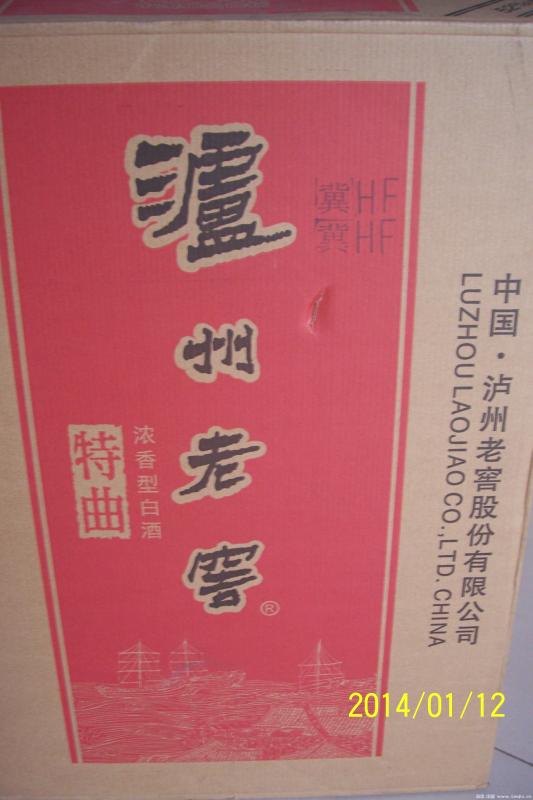 瀘州老窖
®
冀HF
冀HF
浓香型白酒
特曲
中国·泸州老窖股份有限公司
LUZHOU LAOJIAO CO.,LTD. CHINA
2014/01/12